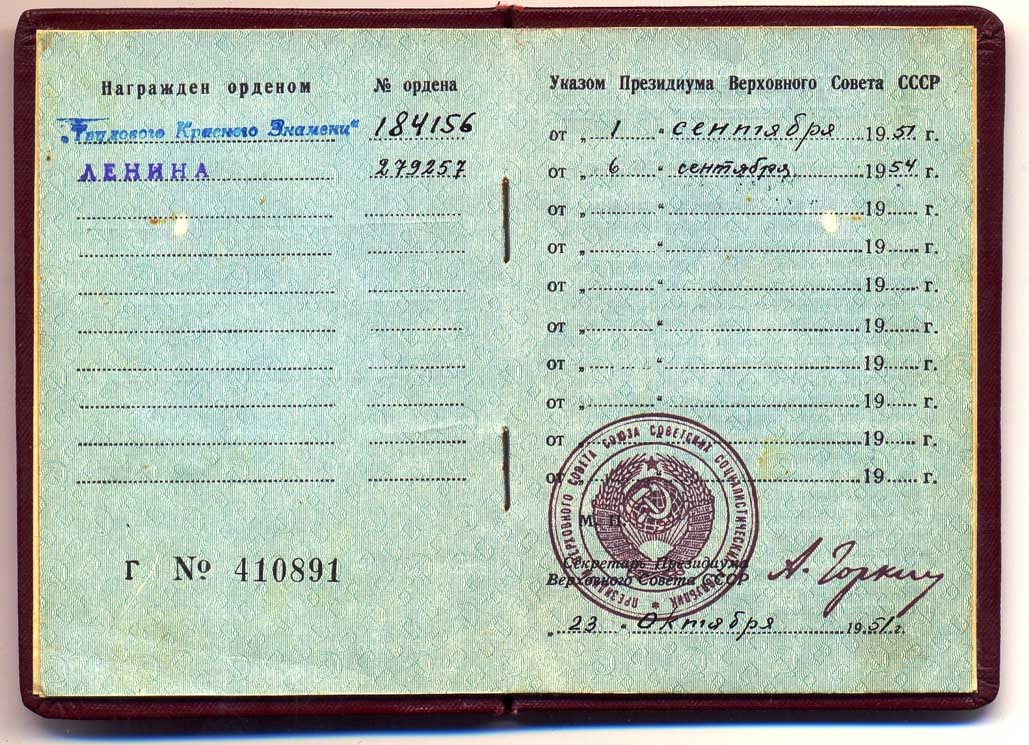 Награжден орденом № ордена
„Трудового Красного Знамени“ 184156
ЛЕНИНА 279257
Г № 410891
Указом Президиума Верховного Совета СССР
от „ 1 “ сентября 1951 г.
от „ 6 “ сентября 1954 г.
от „ “ 19 г.
от „ “ 19 г.
от „ “ 19 г.
от „ “ 19 г.
от „ “ 19 г.
от „ “ 19 г.
от 19 г.
от 19 г.
ПРЕЗИДИУМ ВЕРХОВНОГО СОВЕТА СОЮЗА СОВЕТСКИХ СОЦИАЛИСТИЧЕСКИХ РЕСПУБЛИК
М. П.
Секретарь Президиума
Верховного Совета СССР А. Горкин
„ 23 “ Октября 1951 г.